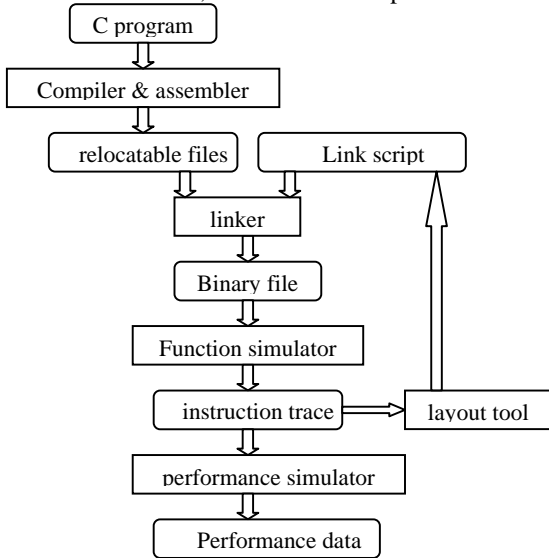 C program
Compiler & assembler
relocatable files
Link script
linker
Binary file
Function simulator
instruction trace
layout tool
performance simulator
Performance data